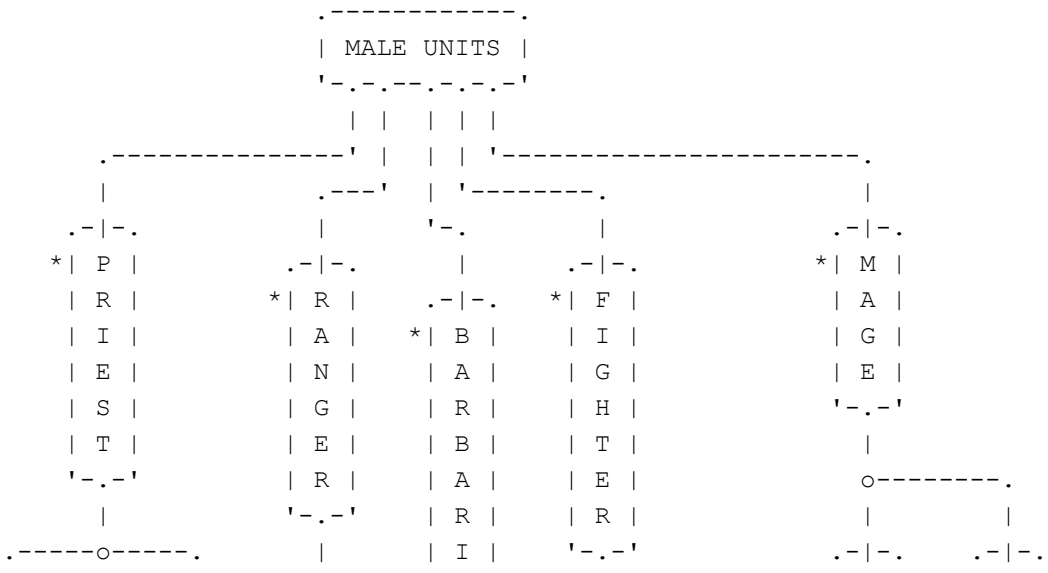 MALE UNITS
*PRIEST
*RANGER
*BARBARI
*FIGHTER
*MAGE